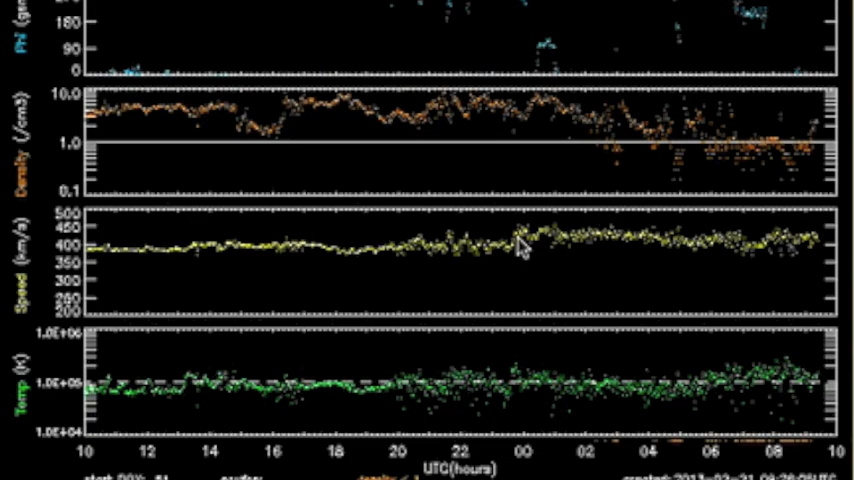 Phi (gsm
180
90
0
Density (/cm3)
10.0
1.0
0.1
Speed (km/s)
500
450
400
350
300
250
200
Temp (K)
1.0E+06
1.0E+05
1.0E+04
10 12 14 16 18 20 22 00 02 04 06 08 10
UTC(hours)